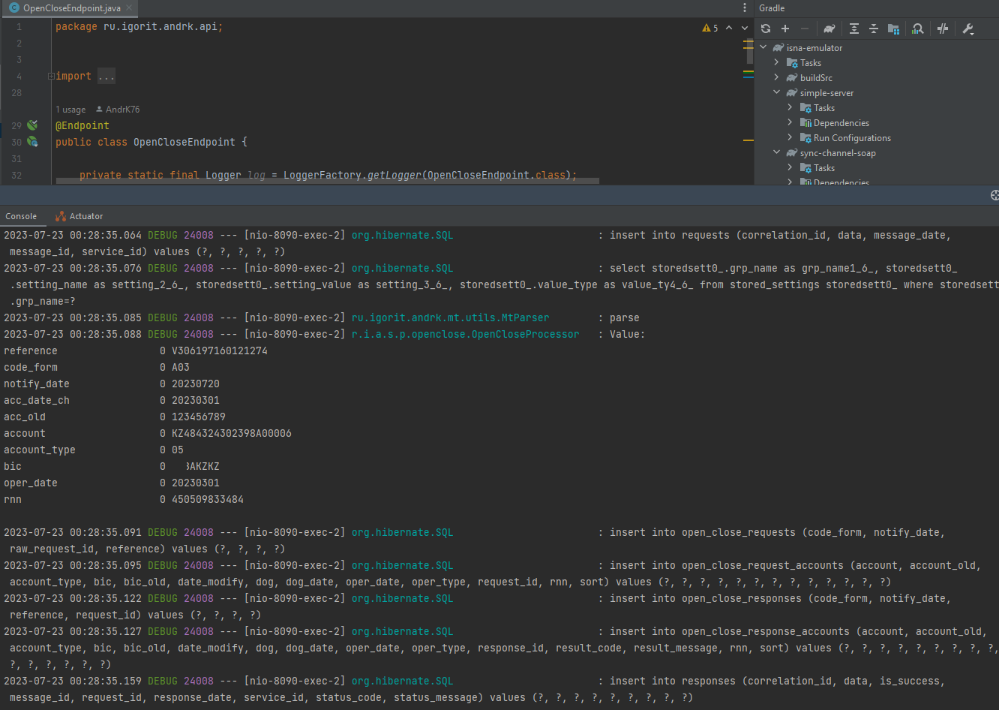 OpenCloseEndpoint.java
1 package ru.igorit.andrk.api;
5
2
3
4 import ...
28
1 usage AndrK76
29 @Endpoint
30 public class OpenCloseEndpoint {
31
32 private static final Logger log = LoggerFactory.getLogger(OpenCloseEndpoint.class);
Gradle
isna-emulator
Tasks
buildSrc
simple-server
Tasks
Dependencies
Run Configurations
sync-channel-soap
Tasks
Dependencies
Console Actuator
2023-07-23 00:28:35.064 DEBUG 24008 --- [nio-8090-exec-2] org.hibernate.SQL : insert into requests (correlation_id, data, message_date,
message_id, service_id) values (?, ?, ?, ?, ?)
2023-07-23 00:28:35.076 DEBUG 24008 --- [nio-8090-exec-2] org.hibernate.SQL : select storedsett0_.grp_name as grp_name1_6_, storedsett0_
.setting_name as setting_2_6_, storedsett0_.setting_value as setting_3_6_, storedsett0_.value_type as value_ty4_6_ from stored_settings storedsett0_ where storedsett
.grp_name=?
2023-07-23 00:28:35.085 DEBUG 24008 --- [nio-8090-exec-2] ru.igorit.andrk.mt.utils.MtParser : parse
2023-07-23 00:28:35.088 DEBUG 24008 --- [nio-8090-exec-2] r.i.a.s.p.openclose.OpenCloseProcessor : Value:
reference 0 V306197160121274
code_form 0 A03
notify_date 0 20230720
acc_date_ch 0 20230301
acc_old 0 123456789
account 0 KZ484324302398A00006
account_type 0 05
bic 0 AKZKZ
oper_date 0 20230301
rnn 0 450509833484
2023-07-23 00:28:35.091 DEBUG 24008 --- [nio-8090-exec-2] org.hibernate.SQL : insert into open_close_requests (code_form, notify_date,
raw_request_id, reference) values (?, ?, ?, ?)
2023-07-23 00:28:35.095 DEBUG 24008 --- [nio-8090-exec-2] org.hibernate.SQL : insert into open_close_request_accounts (account, account_old,
account_type, bic, bic_old, date_modify, dog, dog_date, oper_date, oper_type, request_id, rnn, sort) values (?, ?, ?, ?, ?, ?, ?, ?, ?, ?, ?, ?, ?)
2023-07-23 00:28:35.122 DEBUG 24008 --- [nio-8090-exec-2] org.hibernate.SQL : insert into open_close_responses (code_form, notify_date,
reference, request_id) values (?, ?, ?, ?)
2023-07-23 00:28:35.127 DEBUG 24008 --- [nio-8090-exec-2] org.hibernate.SQL : insert into open_close_response_accounts (account, account_old,
account_type, bic, bic_old, date_modify, dog, dog_date, oper_date, oper_type, response_id, result_code, result_message, rnn, sort) values (?, ?, ?, ?, ?, ?, ?, ?, ?,
?, ?, ?, ?, ?, ?)
2023-07-23 00:28:35.159 DEBUG 24008 --- [nio-8090-exec-2] org.hibernate.SQL : insert into responses (correlation_id, data, is_success,
message_id, request_id, response_date, service_id, status_code, status_message) values (?, ?, ?, ?, ?, ?, ?, ?, ?)